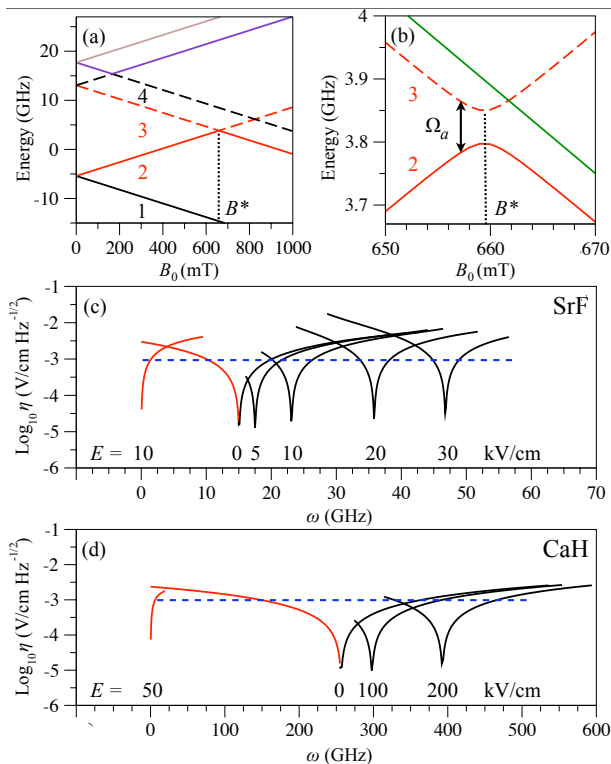 (a)
Energy (GHz)
20
10
0
-10
4
3
2
1
B*
0 200 400 600 800 1000
B₀ (mT)
(b)
Energy (GHz)
4
3.9
3.8
3.7
3
Ωₐ
2
B*
650 660 670
B₀ (mT)
(c)
SrF
Log₁₀ η (V/cm Hz⁻¹ᐟ²)
-1
-2
-3
-4
-5
-6
E = 10 0 5 10 20 30 kV/cm
-10 0 10 20 30 40 50 60 70
ω (GHz)
(d)
CaH
Log₁₀ η (V/cm Hz⁻¹ᐟ²)
-1
-2
-3
-4
-5
-6
E = 50 0 100 200 kV/cm
0 100 200 300 400 500 600
ω (GHz)